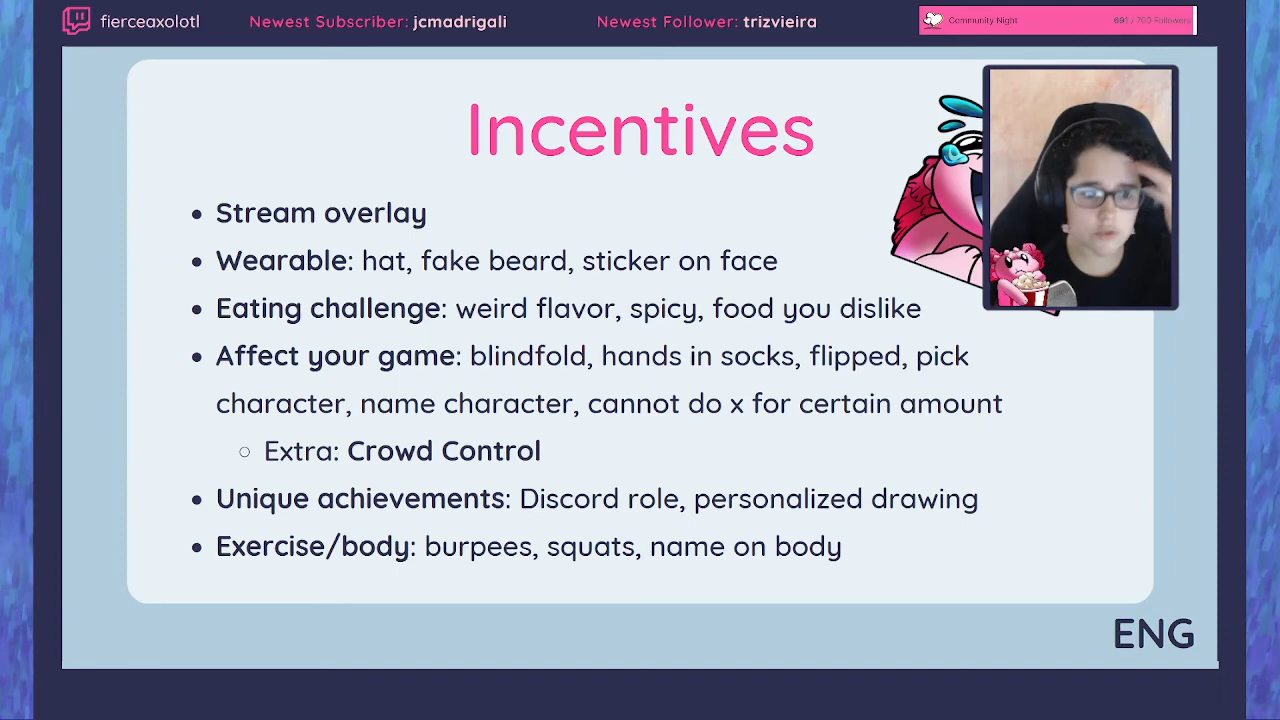 fierceaxolotl
Newest Subscriber: jcmadrigali
Newest Follower: trizvieira
Community Night
691 / 700 Followers
Incentives
• Stream overlay
• Wearable: hat, fake beard, sticker on face
• Eating challenge: weird flavor, spicy, food you dislike
• Affect your game: blindfold, hands in socks, flipped, pick
character, name character, cannot do x for certain amount
○ Extra: Crowd Control
• Unique achievements: Discord role, personalized drawing
• Exercise/body: burpees, squats, name on body
ENG